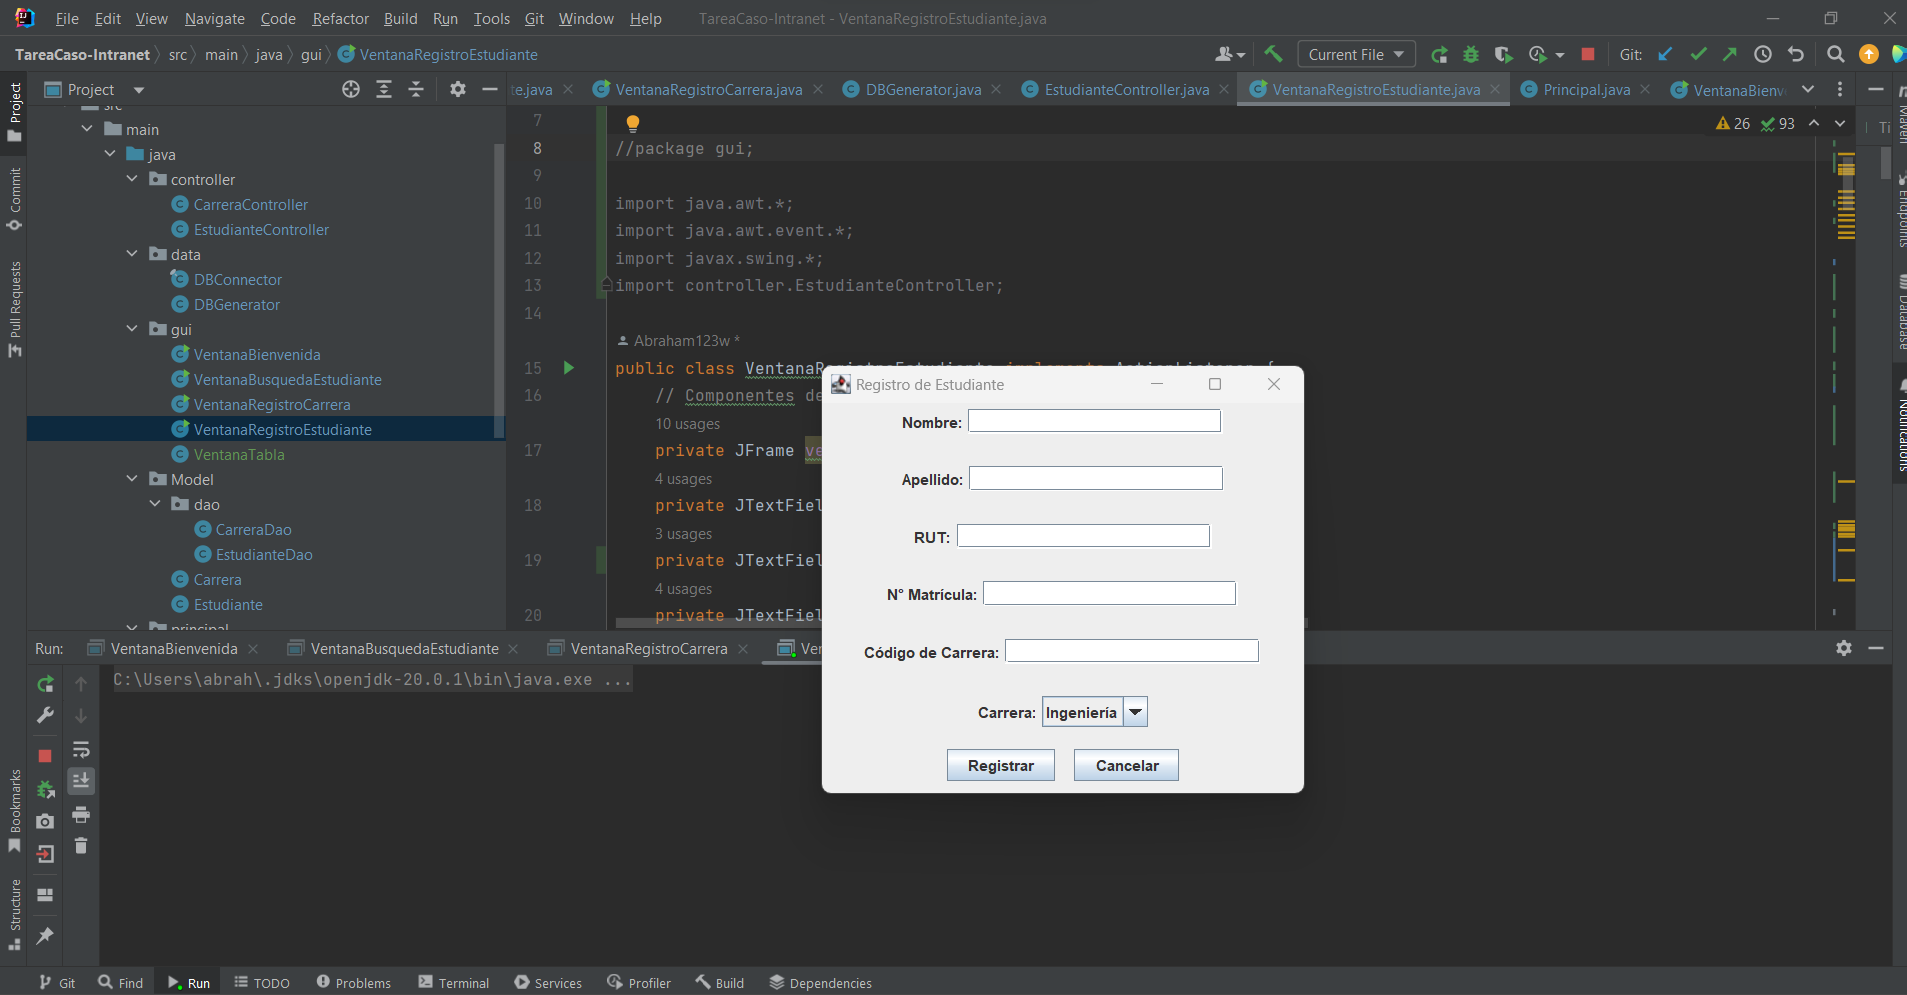 File Edit View Navigate Code Refactor Build Run Tools Git Window Help TareaCaso-Intranet - VentanaRegistroEstudiante.java
TareaCaso-Intranet src main java gui VentanaRegistroEstudiante Current File Git:
Project te.java VentanaRegistroCarrera.java DBGenerator.java EstudianteController.java VentanaRegistroEstudiante.java Principal.java VentanaBienv
Project
Commit
Pull Requests
Bookmarks
Structure
src
main
java
controller
CarreraController
EstudianteController
data
DBConnector
DBGenerator
gui
VentanaBienvenida
VentanaBusquedaEstudiante
VentanaRegistroCarrera
VentanaRegistroEstudiante
VentanaTabla
Model
dao
CarreraDao
EstudianteDao
Carrera
Estudiante
principal
7
26 93
8 //package gui;
9
10 import java.awt.*;
11 import java.awt.event.*;
12 import javax.swing.*;
13 import controller.EstudianteController;
14
Abraham123w *
15 public class VentanaRegistroEstudiante implements ActionListener {
16 // Componentes de
10 usages
17 private JFrame ve
4 usages
18 private JTextFiel
3 usages
19 private JTextFiel
4 usages
20 private JTextFiel
Ti
Maven
Endpoints
Database
Notifications
Registro de Estudiante
Nombre:
Apellido:
RUT:
N° Matrícula:
Código de Carrera:
Carrera: Ingeniería
Registrar Cancelar
Run: VentanaBienvenida VentanaBusquedaEstudiante VentanaRegistroCarrera Ver
C:\Users\abrah\.jdks\openjdk-20.0.1\bin\java.exe ...
Git Find Run TODO Problems Terminal Services Profiler Build Dependencies